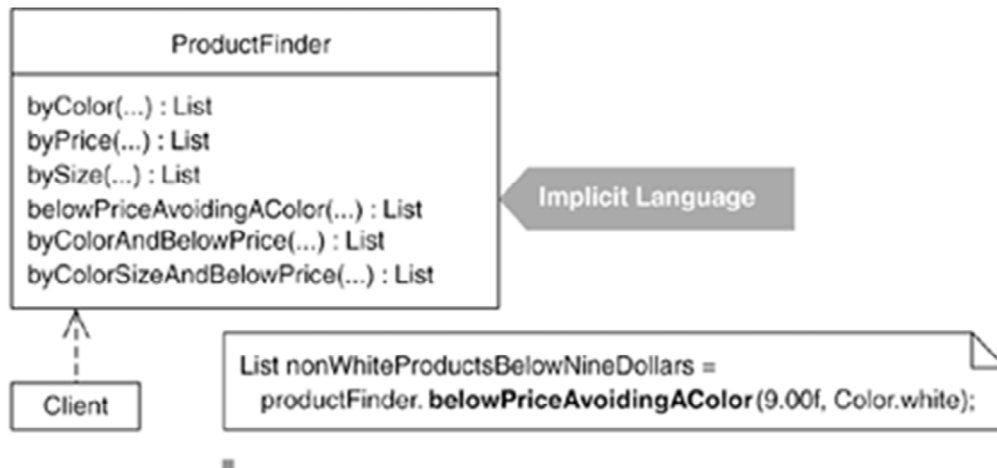 ProductFinder
byColor(...) : List
byPrice(...) : List
bySize(...) : List
belowPriceAvoidingAColor(...) : List
byColorAndBelowPrice(...) : List
byColorSizeAndBelowPrice(...) : List
Implicit Language
Client
List nonWhiteProductsBelowNineDollars =
productFinder. belowPriceAvoidingAColor(9.00f, Color.white);